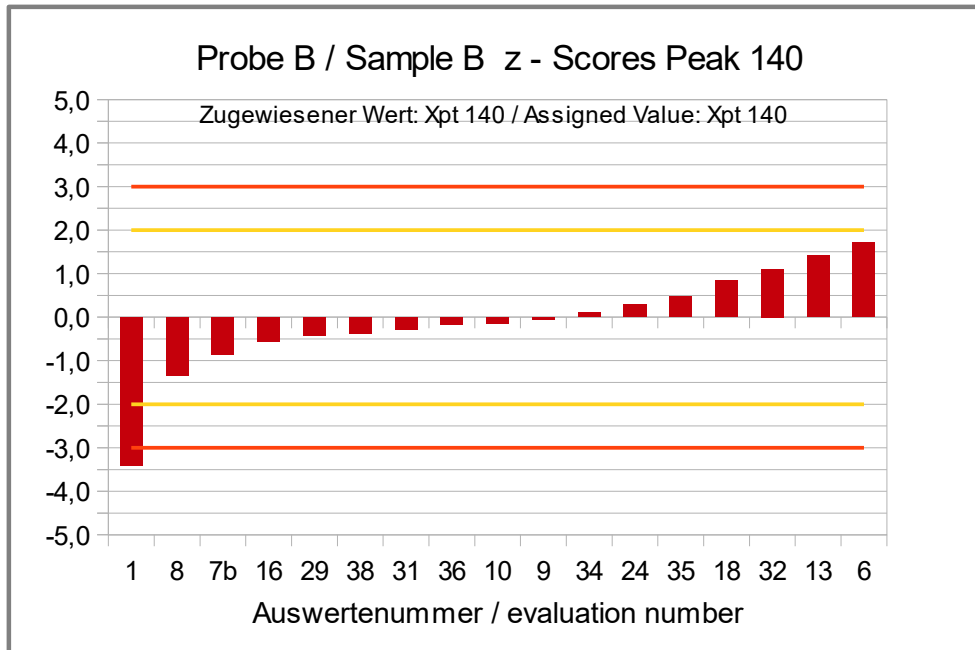 Probe B / Sample B z - Scores Peak 140
Zugewiesener Wert: Xpt 140 / Assigned Value: Xpt 140
5,0
4,0
3,0
2,0
1,0
0,0
-1,0
-2,0
-3,0
-4,0
-5,0
1 8 7b 16 29 38 31 36 10 9 34 24 35 18 32 13 6
Auswertenummer / evaluation number